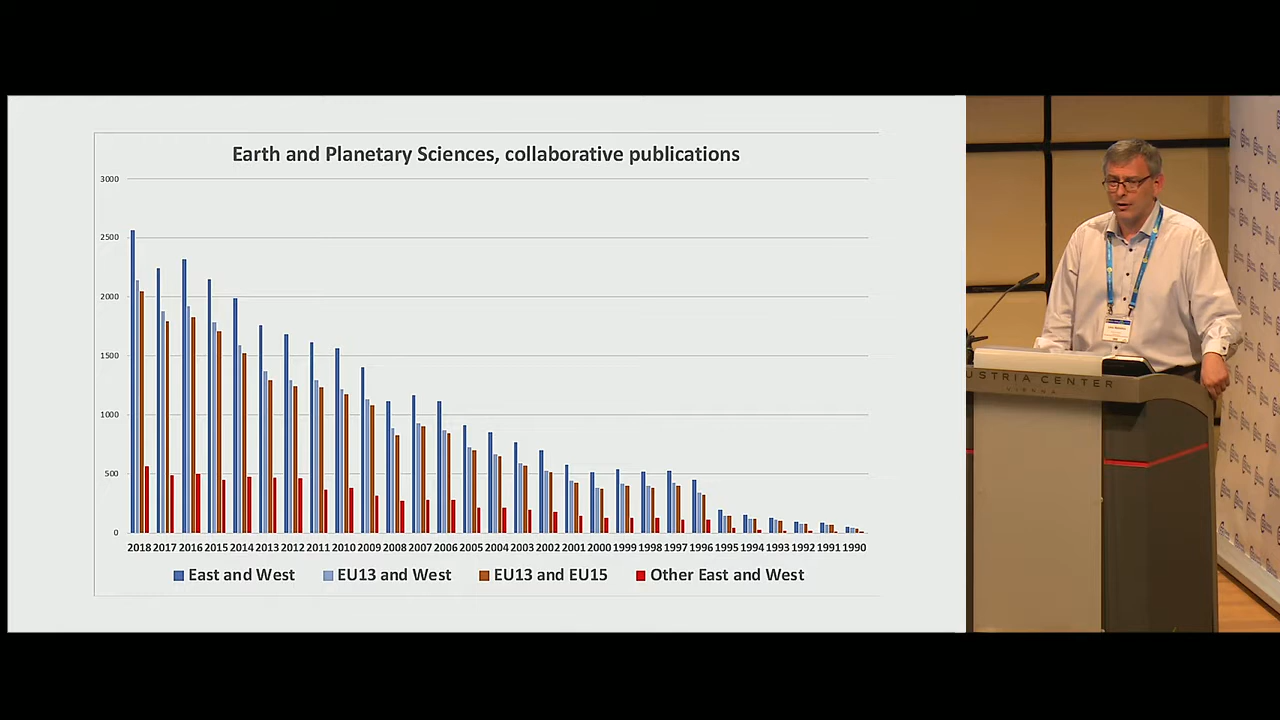 Earth and Planetary Sciences, collaborative publications
3000
2500
2000
1500
1000
500
0
2018 2017 2016 2015 2014 2013 2012 2011 2010 2009 2008 2007 2006 2005 2004 2003 2002 2001 2000 1999 1998 1997 1996 1995 1994 1993 1992 1991 1990
East and West EU13 and West EU13 and EU15 Other East and West
USTRIA CENTER
VIENNA